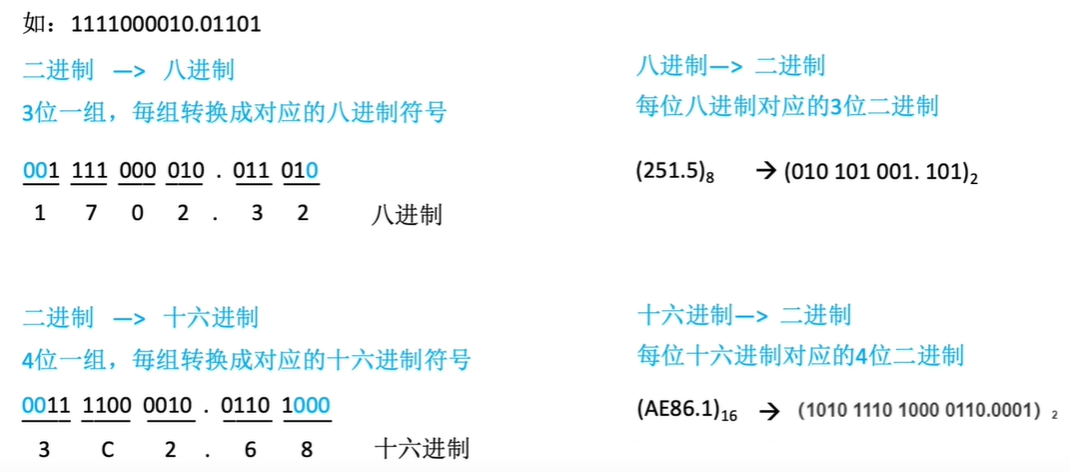 如：1111000010.01101
二进制 —> 八进制
3位一组，每组转换成对应的八进制符号
001 111 000 010 . 011 010
1 7 0 2 . 3 2 八进制
二进制 —> 十六进制
4位一组，每组转换成对应的十六进制符号
0011 1100 0010 . 0110 1000
3 C 2 . 6 8 十六进制
八进制—> 二进制
每位八进制对应的3位二进制
(251.5)₈ → (010 101 001. 101)₂
十六进制—> 二进制
每位十六进制对应的4位二进制
(AE86.1)₁₆ → (1010 1110 1000 0110.0001) ₂